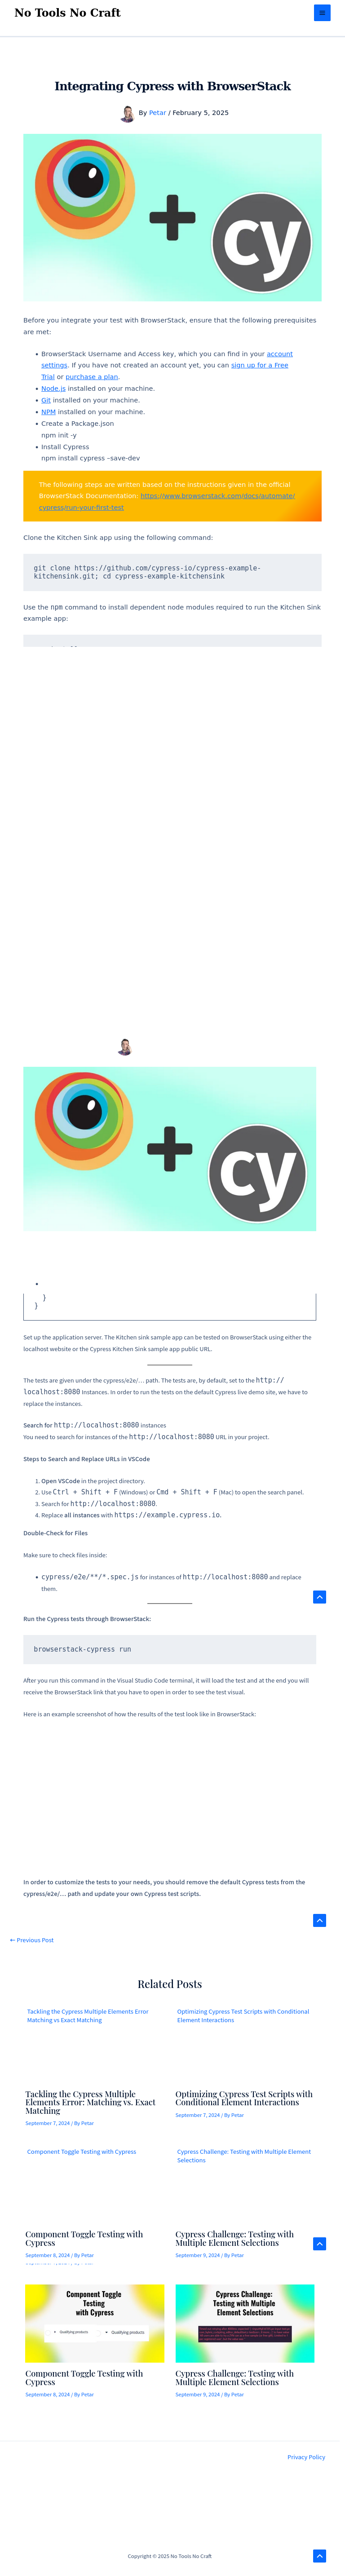 No Tools No Craft
Integrating Cypress with BrowserStack
By Petar / February 5, 2025
cy
Before you integrate your test with BrowserStack, ensure that the following prerequisites
are met:
• BrowserStack Username and Access key, which you can find in your account
settings. If you have not created an account yet, you can sign up for a Free
Trial or purchase a plan.
• Node.js installed on your machine.
• Git installed on your machine.
• NPM installed on your machine.
• Create a Package.json
npm init -y
• Install Cypress
npm install cypress –save-dev
The following steps are written based on the instructions given in the official
BrowserStack Documentation: https://www.browserstack.com/docs/automate/
cypress/run-your-first-test
Clone the Kitchen Sink app using the following command:
git clone https://github.com/cypress-io/cypress-example-
kitchensink.git; cd cypress-example-kitchensink
Use the npm command to install dependent node modules required to run the Kitchen Sink
example app:
cy
•
}
}
Set up the application server. The Kitchen sink sample app can be tested on BrowserStack using either the
localhost website or the Cypress Kitchen Sink sample app public URL.
The tests are given under the cypress/e2e/… path. The tests are, by default, set to the http://
localhost:8080 Instances. In order to run the tests on the default Cypress live demo site, we have to
replace the instances.
Search for http://localhost:8080 Instances
You need to search for instances of the http://localhost:8080 URL in your project.
Steps to Search and Replace URLs in VSCode
1. Open VSCode in the project directory.
2. Use Ctrl + Shift + F (Windows) or Cmd + Shift + F (Mac) to open the search panel.
3. Search for http://localhost:8080.
4. Replace all instances with https://example.cypress.io.
Double-Check for Files
Make sure to check files inside:
• cypress/e2e/**/*.spec.js for instances of http://localhost:8080 and replace
them.
Run the Cypress tests through BrowserStack:
browserstack-cypress run
After you run this command in the Visual Studio Code terminal, it will load the test and at the end you will
receive the BrowserStack link that you have to open in order to see the test visual.
Here is an example screenshot of how the results of the test look like in BrowserStack:
In order to customize the tests to your needs, you should remove the default Cypress tests from the
cypress/e2e/… path and update your own Cypress test scripts.
← Previous Post
Related Posts
Tackling the Cypress Multiple Elements Error
Matching vs Exact Matching
Optimizing Cypress Test Scripts with Conditional
Element Interactions
Tackling the Cypress Multiple
Elements Error: Matching vs. Exact
Matching
September 7, 2024 / By Petar
Optimizing Cypress Test Scripts with
Conditional Element Interactions
September 7, 2024 / By Petar
Component Toggle Testing with Cypress
Cypress Challenge: Testing with Multiple Element
Selections
Component Toggle Testing with
Cypress
September 8, 2024 / By Petar
Cypress Challenge: Testing with
Multiple Element Selections
September 9, 2024 / By Petar
Component Toggle
Testing
with Cypress
• Qualifying products
• Qualifying products
Cypress Challenge:
Testing with Multiple
Element Selections
Component Toggle Testing with
Cypress
September 8, 2024 / By Petar
Cypress Challenge: Testing with
Multiple Element Selections
September 9, 2024 / By Petar
Privacy Policy
Copyright © 2025 No Tools No Craft